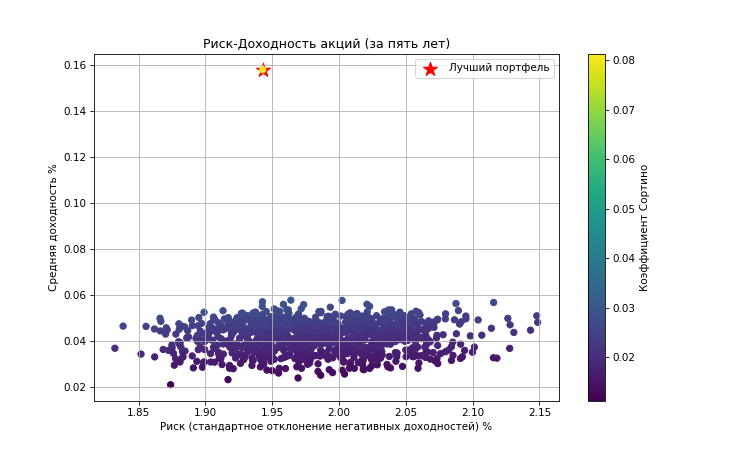 Риск-Доходность акций (за пять лет)
Лучший портфель
Средняя доходность %
0.16
0.14
0.12
0.10
0.08
0.06
0.04
0.02
1.85 1.90 1.95 2.00 2.05 2.10 2.15
Риск (стандартное отклонение негативных доходностей) %
0.08
0.07
0.06
0.05
0.04
0.03
0.02
Коэффициент Сортино